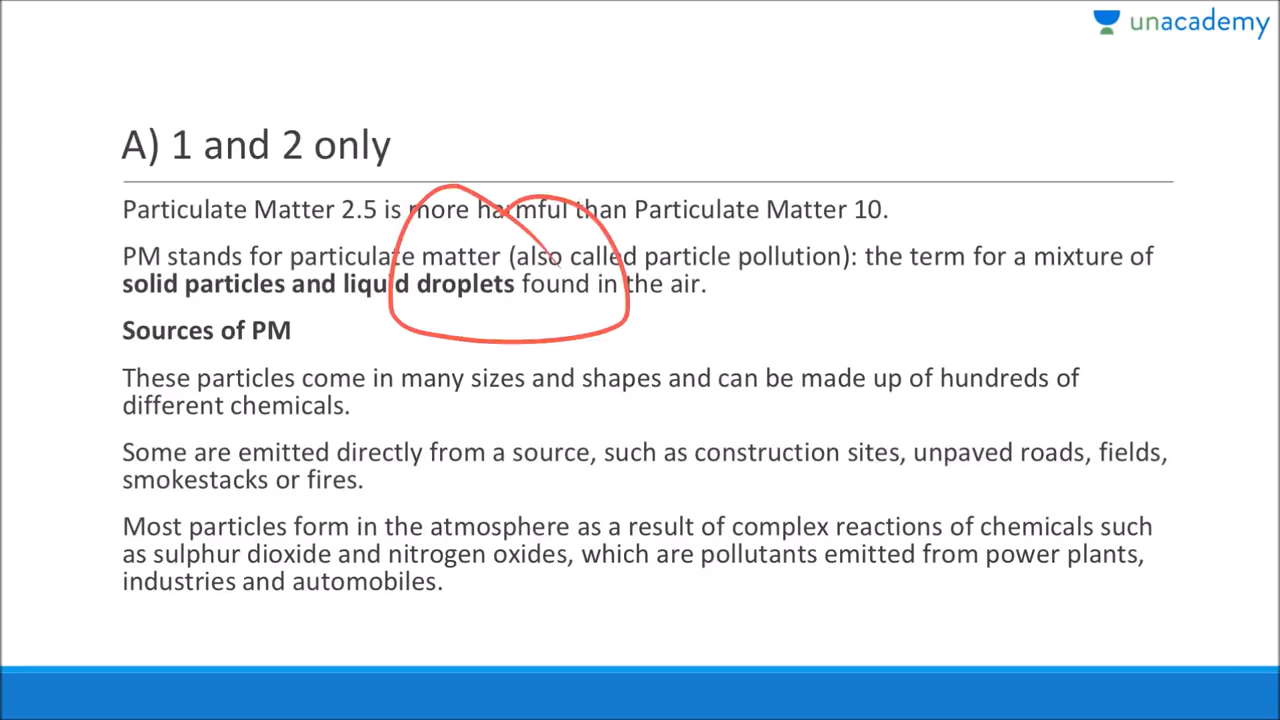 unacademy
A) 1 and 2 only
Particulate Matter 2.5 is more harmful than Particulate Matter 10.
PM stands for particulate matter (also called particle pollution): the term for a mixture of
solid particles and liquid droplets found in the air.
Sources of PM
These particles come in many sizes and shapes and can be made up of hundreds of
different chemicals.
Some are emitted directly from a source, such as construction sites, unpaved roads, fields,
smokestacks or fires.
Most particles form in the atmosphere as a result of complex reactions of chemicals such
as sulphur dioxide and nitrogen oxides, which are pollutants emitted from power plants,
industries and automobiles.